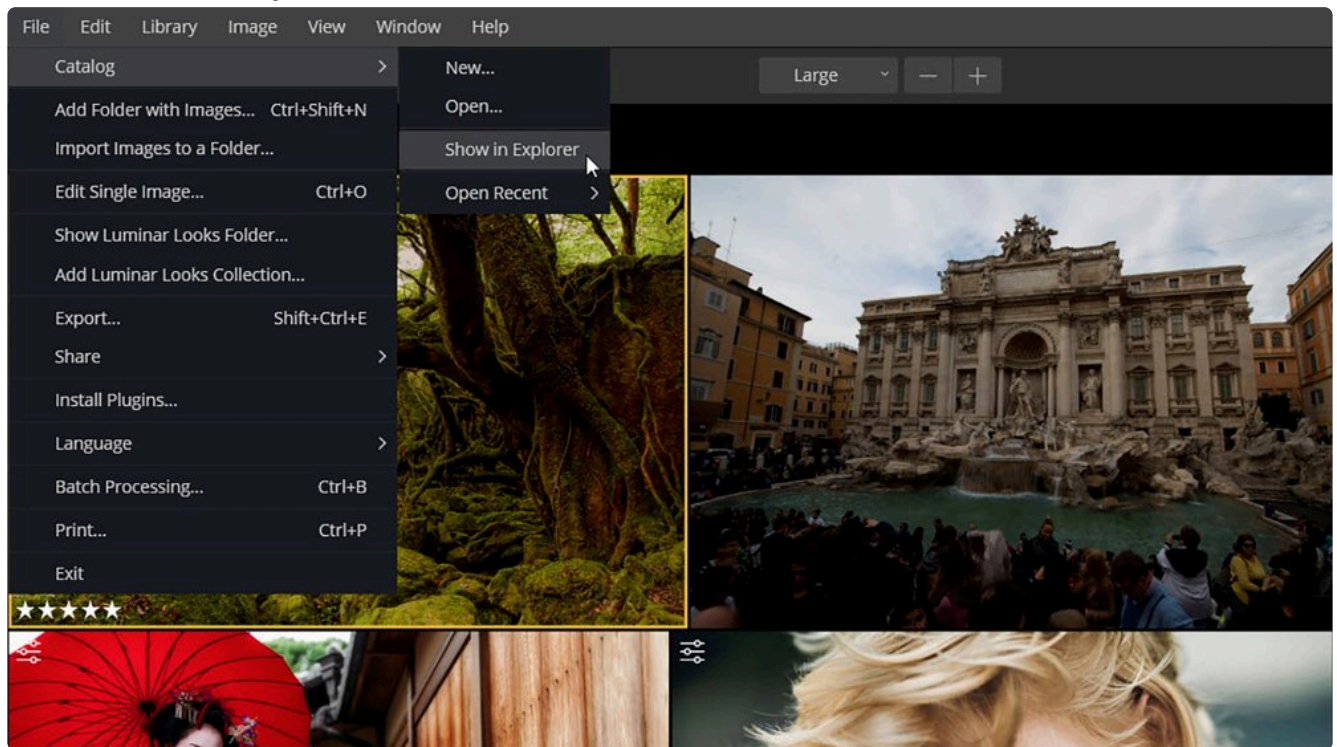 File Edit Library Image View Window Help
Catalog
New...
Large
Add Folder with Images... Ctrl+Shift+N
Open...
Import Images to a Folder...
Show in Explorer
Edit Single Image... Ctrl+O
Open Recent
Show Luminar Looks Folder...
Add Luminar Looks Collection...
Export... Shift+Ctrl+E
Share
Install Plugins...
Language
Batch Processing... Ctrl+B
Print... Ctrl+P
Exit